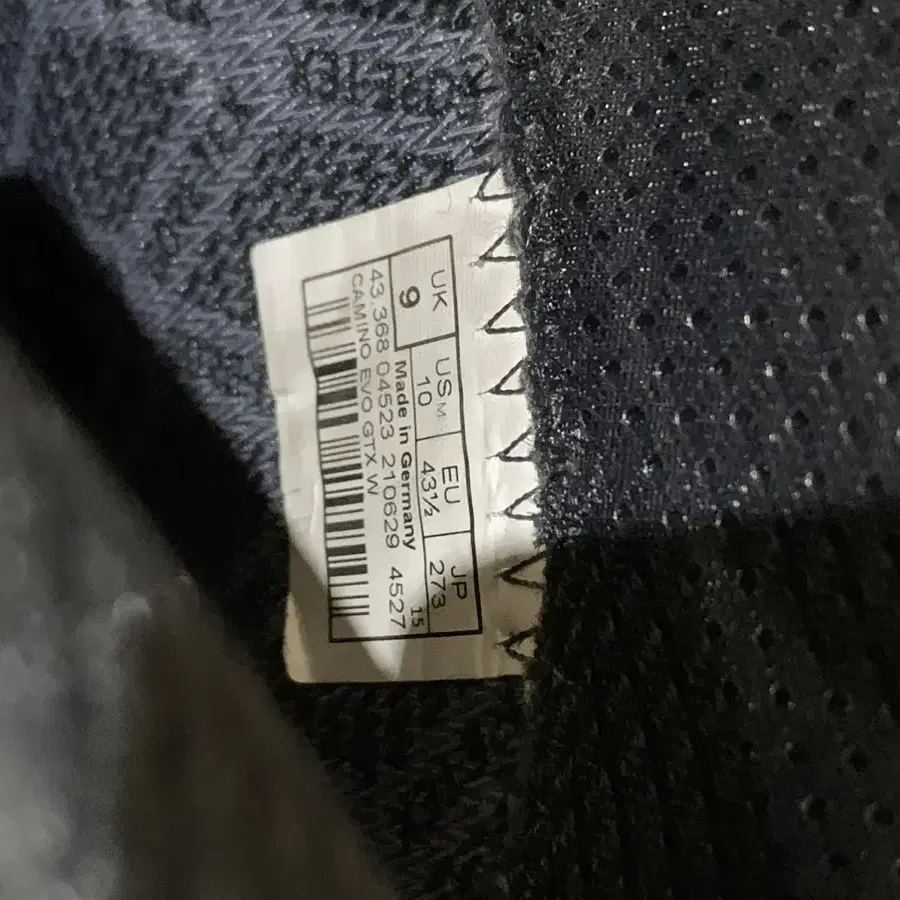 UK USM EU JP
9 10 43½ 273
Made in Germany 15
43.368 04523 210629 4527
CAMINO EVO GTX W